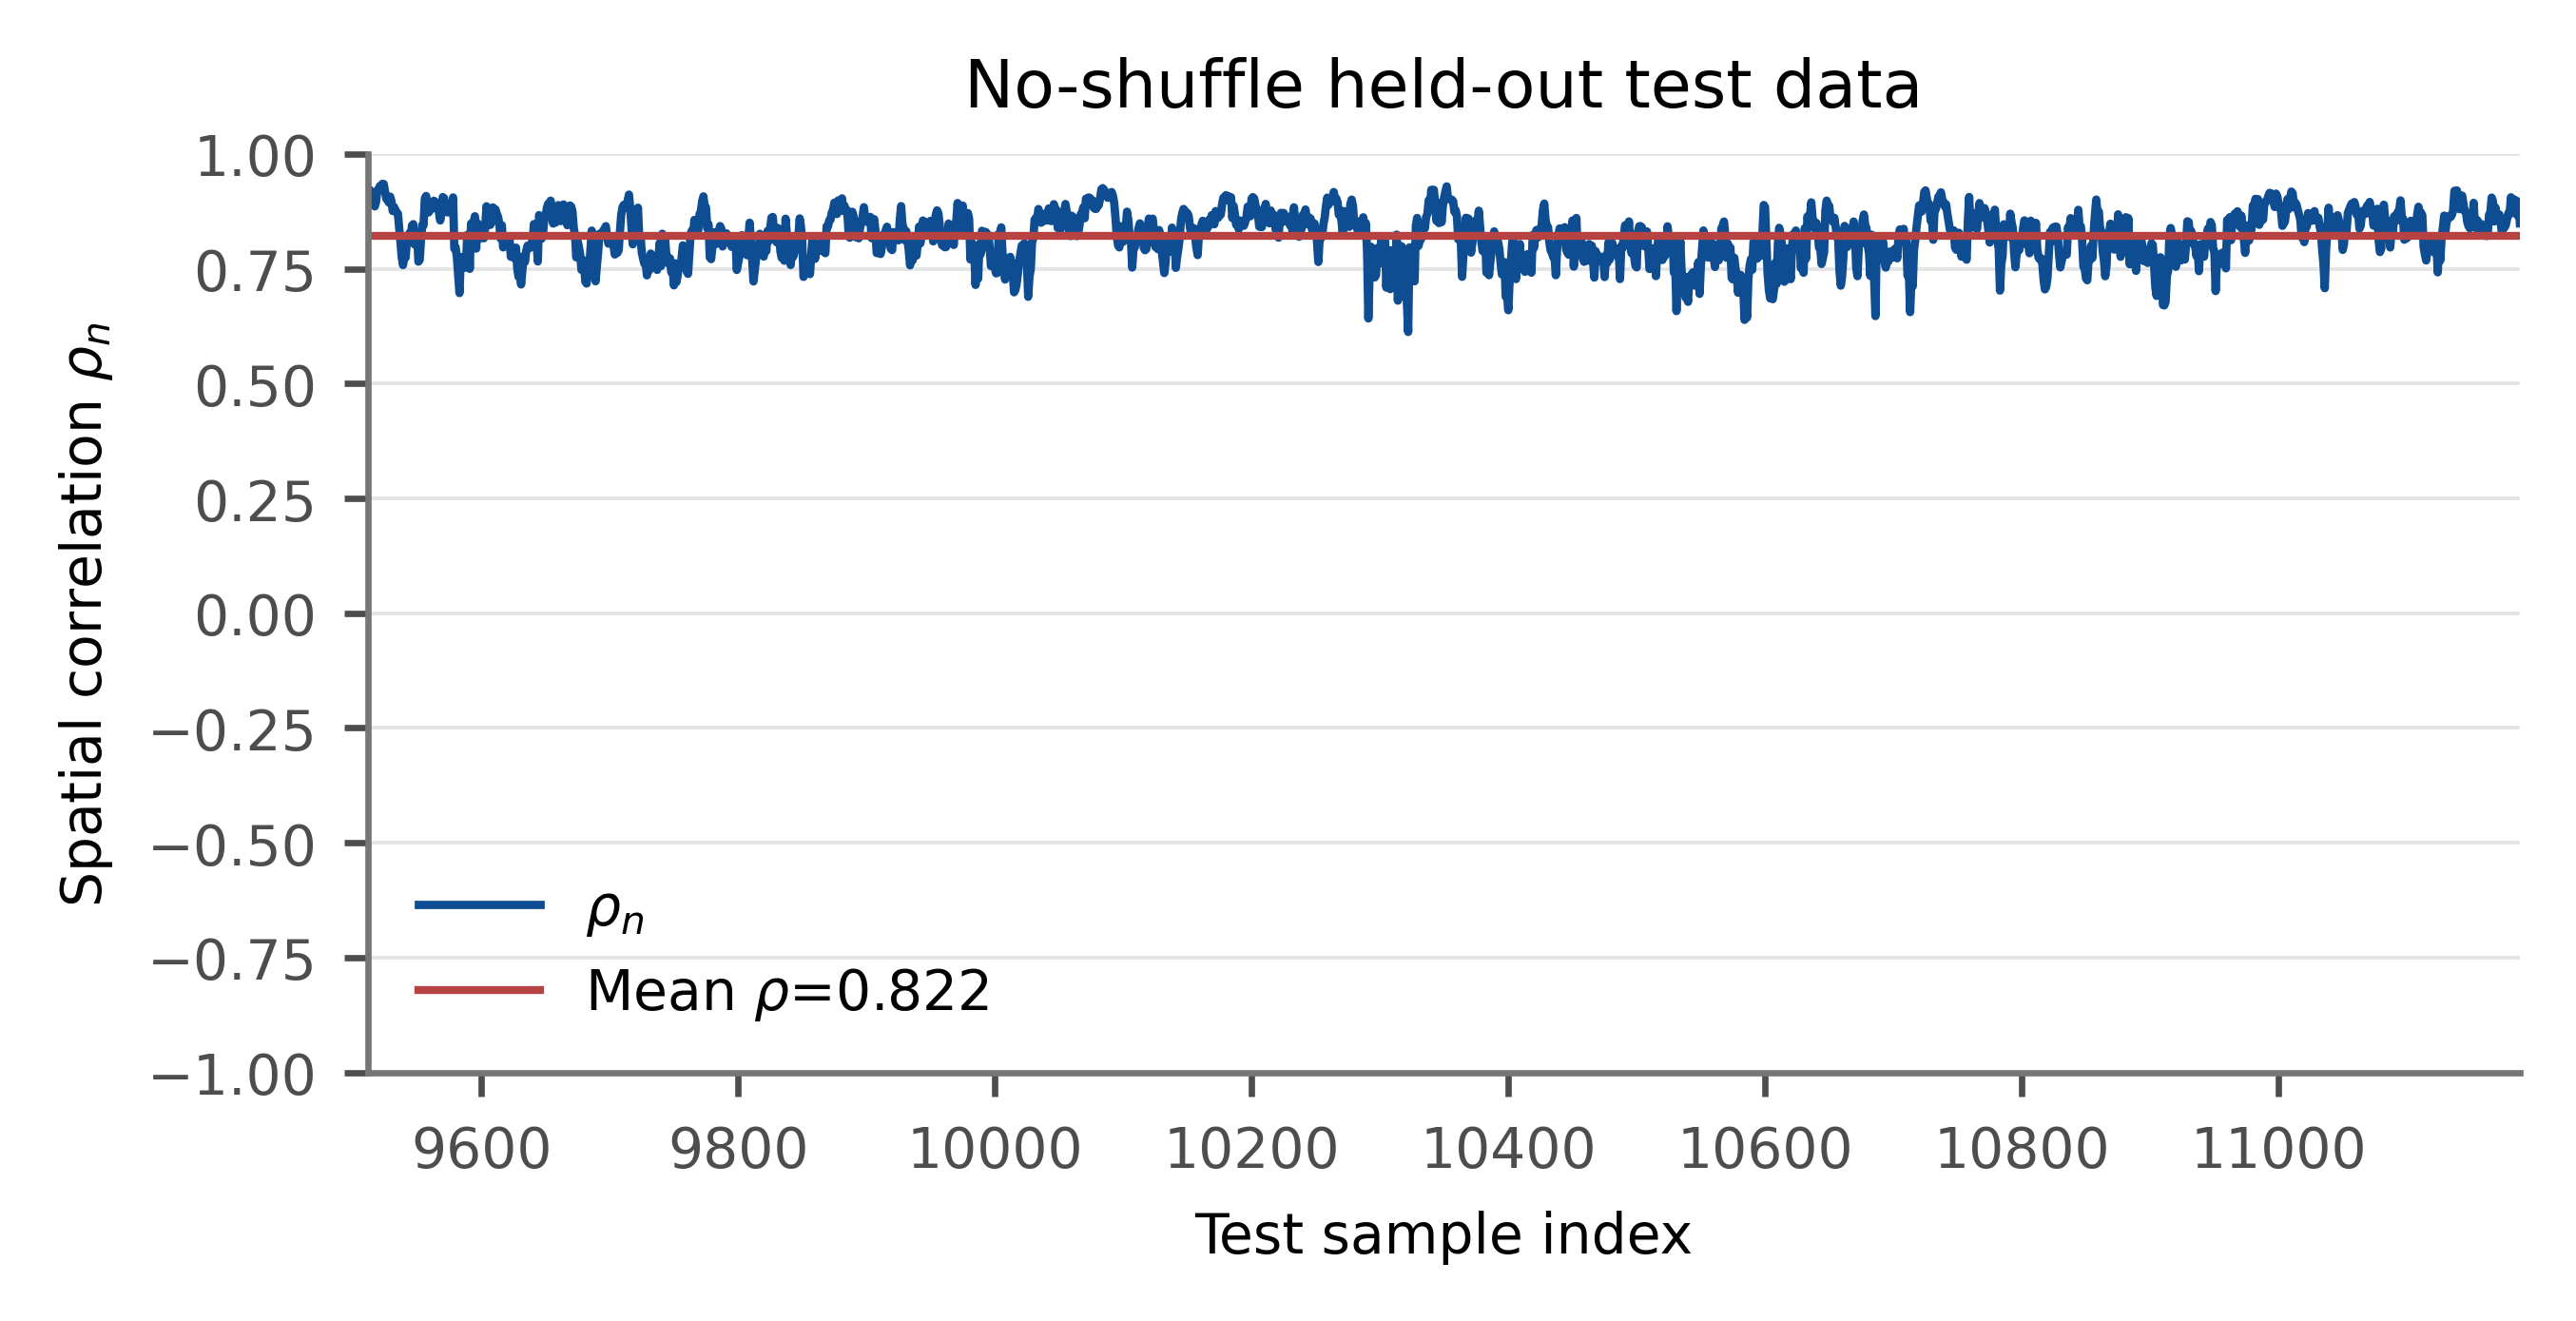 No-shuffle held-out test data
1.00
0.75
0.50
0.25
0.00
−0.25
−0.50
−0.75
−1.00
Spatial correlation ρn
ρn
Mean ρ=0.822
9600 9800 10000 10200 10400 10600 10800 11000
Test sample index